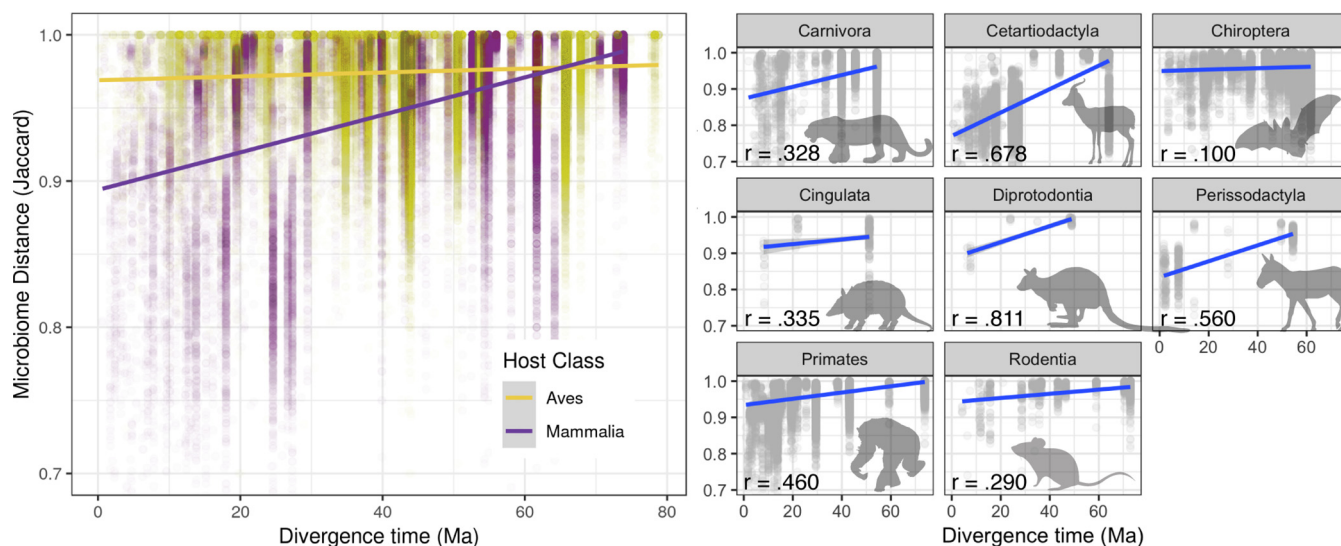 Microbiome Distance (Jaccard)
1.0
0.9
0.8
0.7
0
20
40
60
80
Divergence time (Ma)
Host Class
Aves
Mammalia
Carnivora
Cetartiodactyla
Chiroptera
1.0
0.9
0.8
0.7
r = .328
r = .678
r = .100
Cingulata
Diprotodontia
Perissodactyla
1.0
0.9
0.8
0.7
r = .335
r = .811
r = .560
0 20 40 60
Primates
Rodentia
1.0
0.9
0.8
0.7
r = .460
r = .290
0 20 40 60
0 20 40 60
Divergence time (Ma)